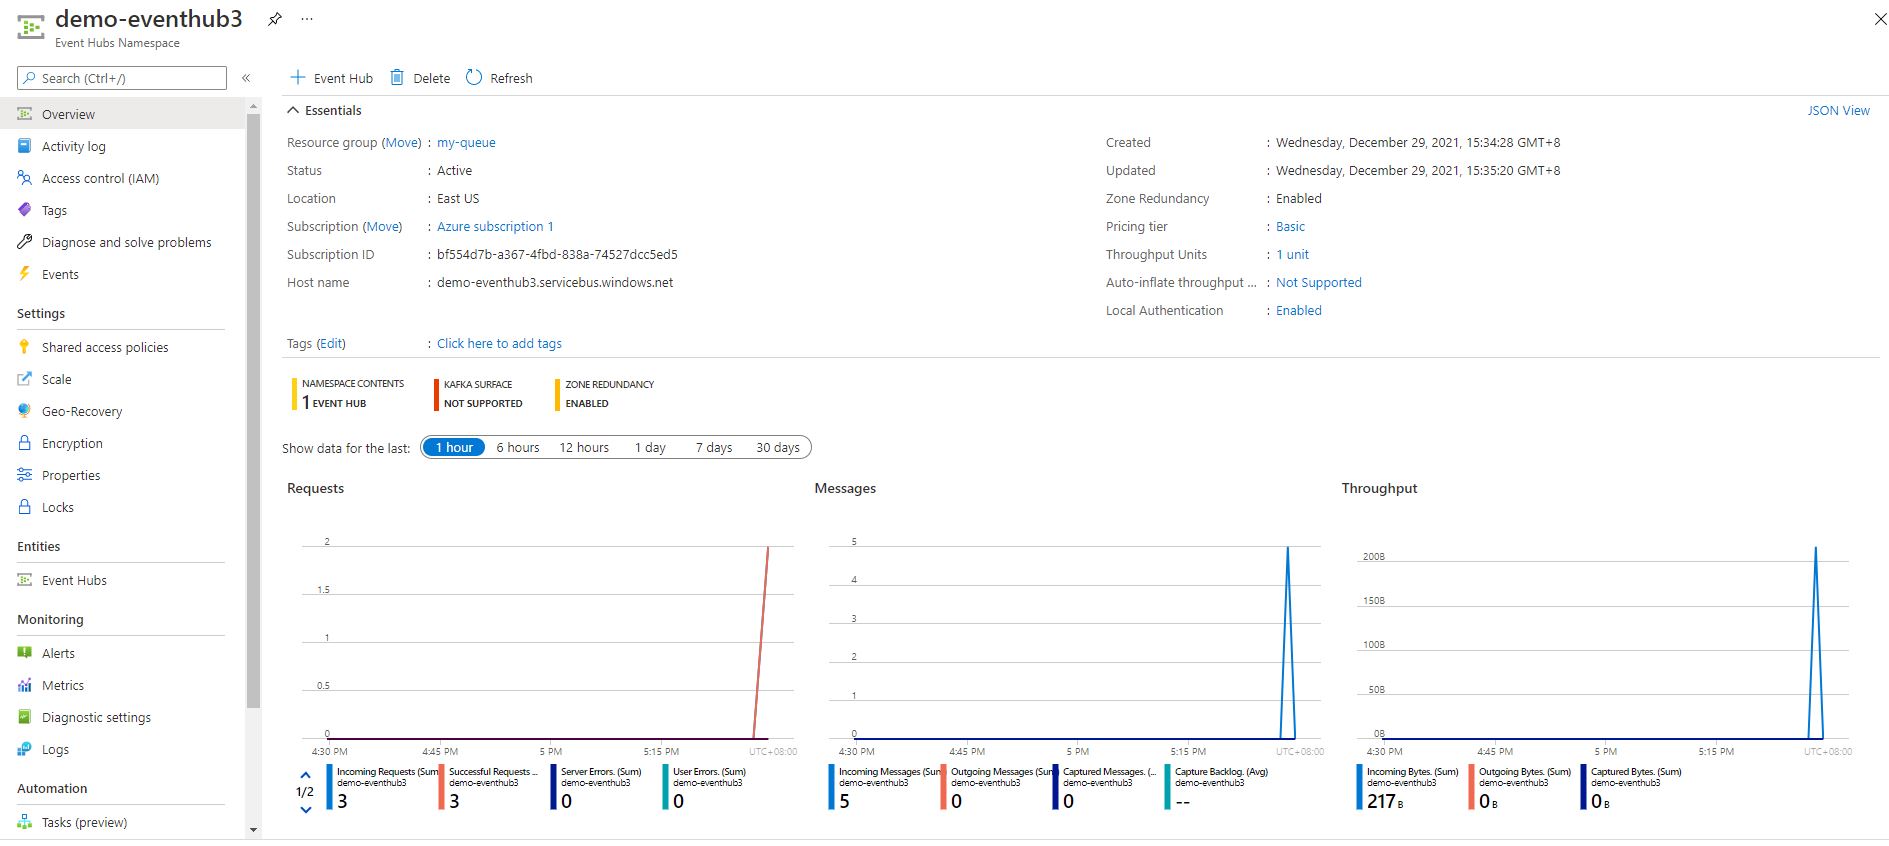 demo-eventhub3
...
Event Hubs Namespace
Search (Ctrl+/)
«
Overview
Activity log
Access control (IAM)
Tags
Diagnose and solve problems
Events
Settings
Shared access policies
Scale
Geo-Recovery
Encryption
Properties
Locks
Entities
Event Hubs
Monitoring
Alerts
Metrics
Diagnostic settings
Logs
Automation
Tasks (preview)
Event Hub Delete Refresh
Essentials
JSON View
Resource group (Move) : my-queue
Status : Active
Location : East US
Subscription (Move) : Azure subscription 1
Subscription ID : bf554d7b-a367-4fbd-838a-74527dcc5ed5
Host name : demo-eventhub3.servicebus.windows.net
Created : Wednesday, December 29, 2021, 15:34:28 GMT+8
Updated : Wednesday, December 29, 2021, 15:35:20 GMT+8
Zone Redundancy : Enabled
Pricing tier : Basic
Throughput Units : 1 unit
Auto-inflate throughput ... : Not Supported
Local Authentication : Enabled
Tags (Edit) : Click here to add tags
NAMESPACE CONTENTS
1 EVENT HUB
KAFKA SURFACE
NOT SUPPORTED
ZONE REDUNDANCY
ENABLED
Show data for the last: 1 hour 6 hours 12 hours 1 day 7 days 30 days
Requests
2
1.5
1
0.5
0
4:30 PM 4:45 PM 5 PM 5:15 PM UTC+08:00
1/2
Incoming Requests (Sum
demo-eventhub3
3
Successful Requests ...
demo-eventhub3
3
Server Errors. (Sum)
demo-eventhub3
0
User Errors. (Sum)
demo-eventhub3
0
Messages
5
4
3
2
1
0
4:30 PM 4:45 PM 5 PM 5:15 PM UTC+08:00
Incoming Messages (Sum
demo-eventhub3
5
Outgoing Messages (Sum
demo-eventhub3
0
Captured Messages. (...
demo-eventhub3
0
Capture Backlog. (Avg)
demo-eventhub3
--
Throughput
200B
150B
100B
50B
0B
4:30 PM 4:45 PM 5 PM 5:15 PM UTC+08:00
Incoming Bytes. (Sum)
demo-eventhub3
217 B
Outgoing Bytes. (Sum)
demo-eventhub3
0 B
Captured Bytes. (Sum)
demo-eventhub3
0 B